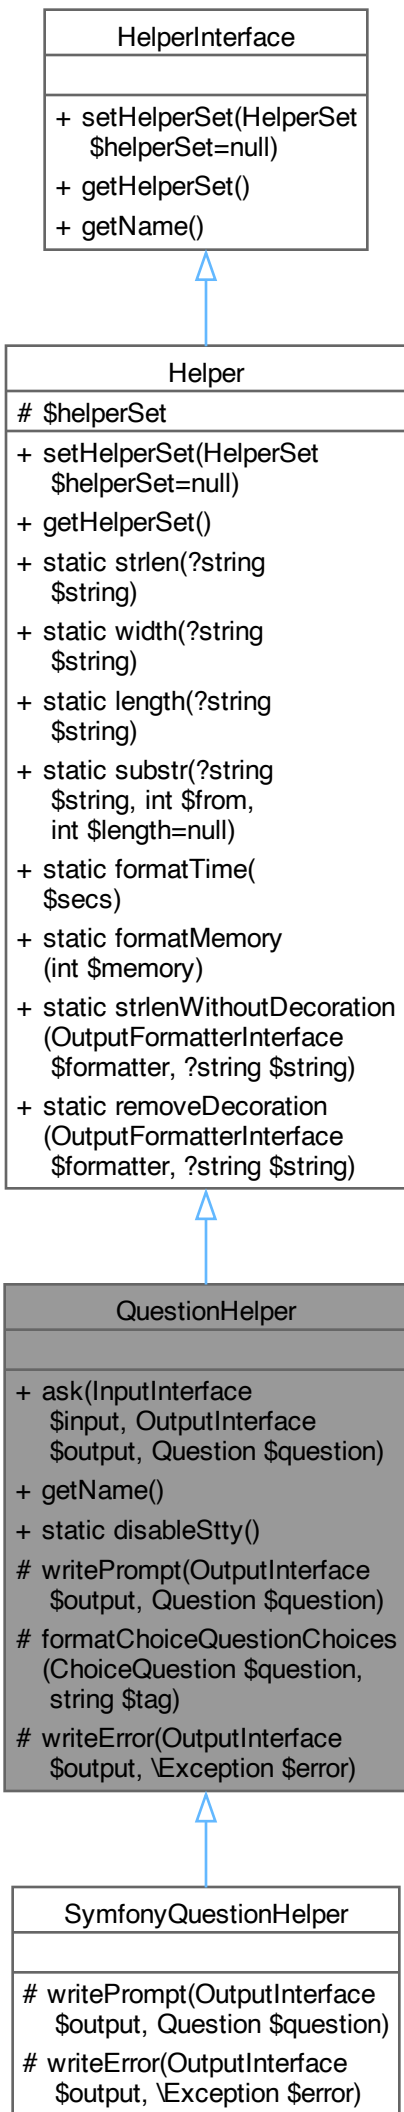 HelperInterface
+ setHelperSet(HelperSet
$helperSet=null)
+ getHelperSet()
+ getName()
Helper
# $helperSet
+ setHelperSet(HelperSet
$helperSet=null)
+ getHelperSet()
+ static strlen(?string
$string)
+ static width(?string
$string)
+ static length(?string
$string)
+ static substr(?string
$string, int $from,
int $length=null)
+ static formatTime(
$secs)
+ static formatMemory
(int $memory)
+ static strlenWithoutDecoration
(OutputFormatterInterface
$formatter, ?string $string)
+ static removeDecoration
(OutputFormatterInterface
$formatter, ?string $string)
QuestionHelper
+ ask(InputInterface
$input, OutputInterface
$output, Question $question)
+ getName()
+ static disableStty()
# writePrompt(OutputInterface
$output, Question $question)
# formatChoiceQuestionChoices
(ChoiceQuestion $question,
string $tag)
# writeError(OutputInterface
$output, \Exception $error)
SymfonyQuestionHelper
# writePrompt(OutputInterface
$output, Question $question)
# writeError(OutputInterface
$output, \Exception $error)